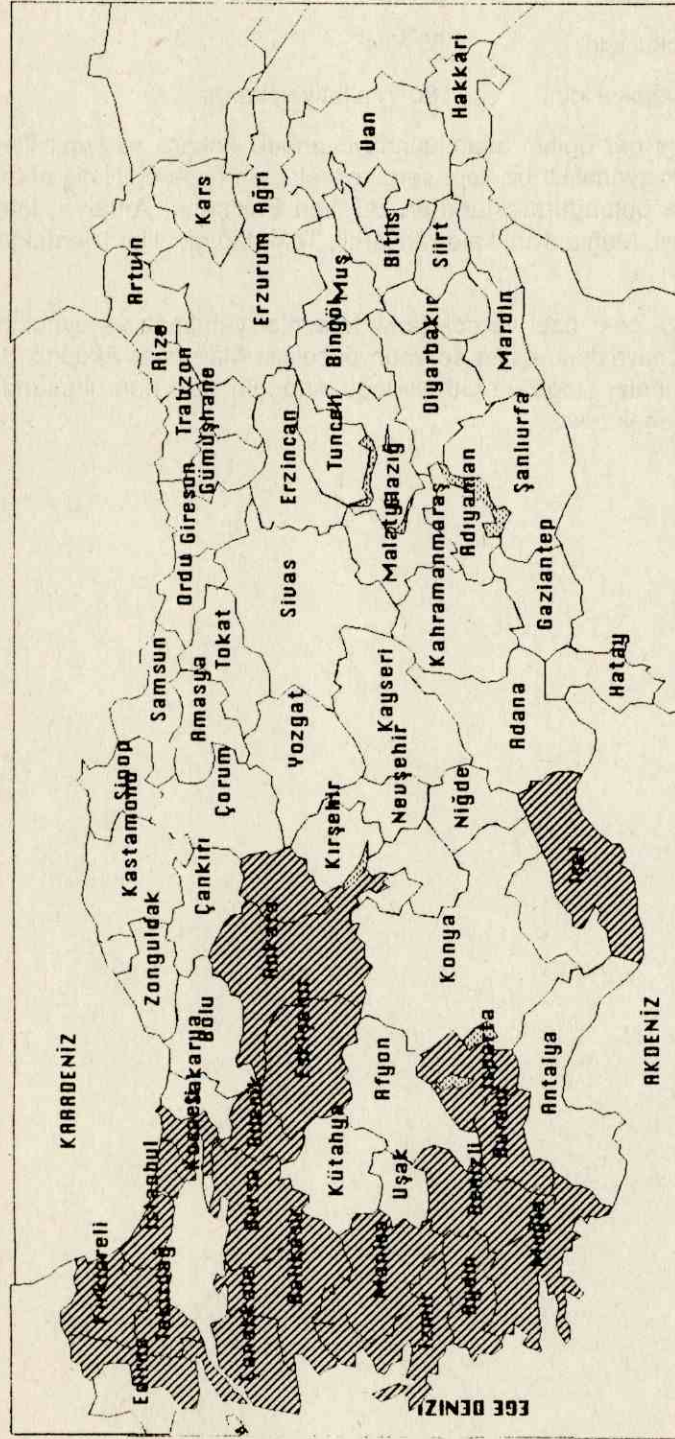 KARADENİZ
Kırklareli
Edirne
Tekirdağ
İstanbul
Kocaeli
Sakarya
Bolu
Zonguldak
Kastamonu
Sinop
Çankırı
Samsun
Amasya
Çorum
Tokat
Ordu
Giresun
Trabzon
Gümüşhane
Rize
Artvin
Kars
Çanakkale
Bursa
Bilecik
Balıkesir
Kütahya
Eskişehir
Ankara
Kırşehir
Yozgat
Sivas
Erzincan
Erzurum
Ağrı
Tunceli
Bingöl
Muş
Van
Bitlis
Manisa
Uşak
Afyon
Nevşehir
Kayseri
Malatya
Elazığ
İzmir
Aydın
Denizli
Isparta
Burdur
Konya
Niğde
Kahramanmaraş
Adıyaman
Diyarbakır
Siirt
Hakkari
Mardin
Şanlıurfa
Muğla
Antalya
İçel
Adana
Gaziantep
Hatay
EGE DENİZİ
AKDENİZ